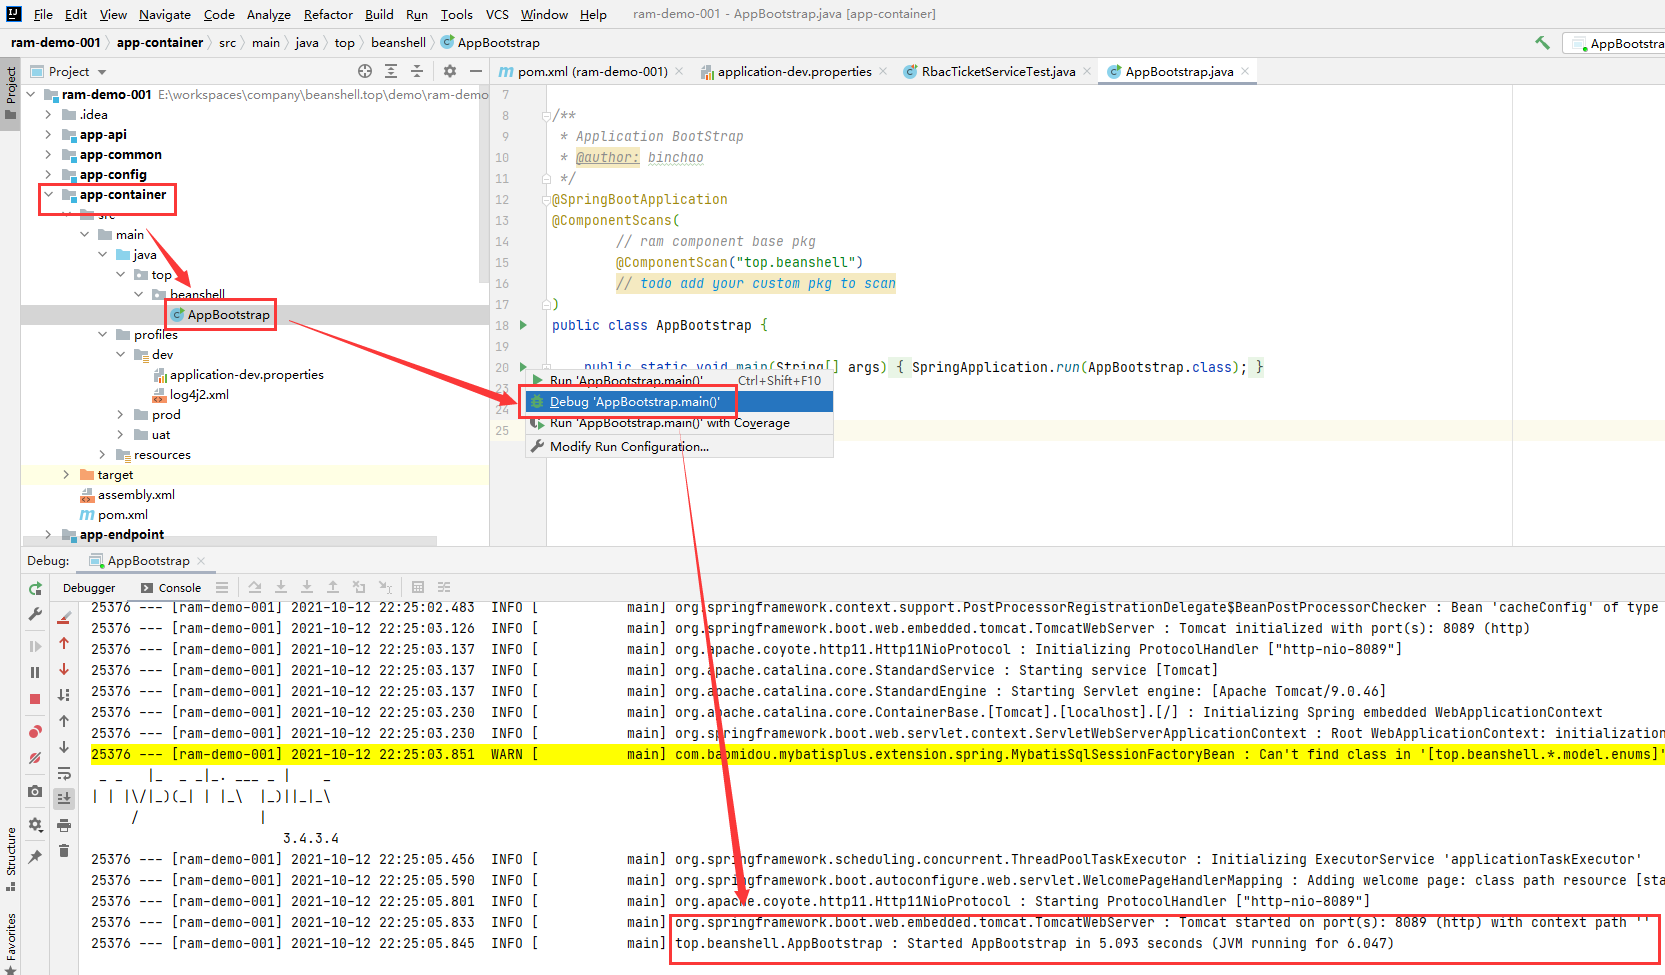 File Edit View Navigate Code Analyze Refactor Build Run Tools VCS Window Help ram-demo-001 - AppBootstrap.java [app-container]
ram-demo-001 app-container src main java top beanshell AppBootstrap
AppBootstra
Project
Project
pom.xml (ram-demo-001)
application-dev.properties
RbacTicketServiceTest.java
AppBootstrap.java
ram-demo-001 E:\workspaces\company\beanshell.top\demo\ram-demo
.idea
app-api
app-common
app-config
app-container
src
main
java
top
beanshell
AppBootstrap
profiles
dev
application-dev.properties
log4j2.xml
prod
uat
resources
target
assembly.xml
pom.xml
app-endpoint
7
8 /**
9 * Application BootStrap
10 * @author: binchao
11 */
12 @SpringBootApplication
13 @ComponentScans(
14 // ram component base pkg
15 @ComponentScan("top.beanshell")
16 // todo add your custom pkg to scan
17 )
18 public class AppBootstrap {
19
20 public static void main(String[] args) { SpringApplication.run(AppBootstrap.class); }
23
24
25
Run 'AppBootstrap.main()' Ctrl+Shift+F10
Debug 'AppBootstrap.main()'
Run 'AppBootstrap.main()' with Coverage
Modify Run Configuration...
Debug: AppBootstrap
Debugger Console
25376 --- [ram-demo-001] 2021-10-12 22:25:02.483 INFO [ main] org.springframework.context.support.PostProcessorRegistrationDelegate$BeanPostProcessorChecker : Bean 'cacheConfig' of type
25376 --- [ram-demo-001] 2021-10-12 22:25:03.126 INFO [ main] org.springframework.boot.web.embedded.tomcat.TomcatWebServer : Tomcat initialized with port(s): 8089 (http)
25376 --- [ram-demo-001] 2021-10-12 22:25:03.137 INFO [ main] org.apache.coyote.http11.Http11NioProtocol : Initializing ProtocolHandler ["http-nio-8089"]
25376 --- [ram-demo-001] 2021-10-12 22:25:03.137 INFO [ main] org.apache.catalina.core.StandardService : Starting service [Tomcat]
25376 --- [ram-demo-001] 2021-10-12 22:25:03.137 INFO [ main] org.apache.catalina.core.StandardEngine : Starting Servlet engine: [Apache Tomcat/9.0.46]
25376 --- [ram-demo-001] 2021-10-12 22:25:03.230 INFO [ main] org.apache.catalina.core.ContainerBase.[Tomcat].[localhost].[/] : Initializing Spring embedded WebApplicationContext
25376 --- [ram-demo-001] 2021-10-12 22:25:03.230 INFO [ main] org.springframework.boot.web.servlet.context.ServletWebServerApplicationContext : Root WebApplicationContext: initialization
25376 --- [ram-demo-001] 2021-10-12 22:25:03.851 WARN [ main] com.baomidou.mybatisplus.extension.spring.MybatisSqlSessionFactoryBean : Can't find class in '[top.beanshell.*.model.enums]'
_ _ |_ _ _|_. ___ _ | _
| | |\/|_)(_| | |_\ |_)||_|_\
/ |
3.4.3.4
25376 --- [ram-demo-001] 2021-10-12 22:25:05.456 INFO [ main] org.springframework.scheduling.concurrent.ThreadPoolTaskExecutor : Initializing ExecutorService 'applicationTaskExecutor'
25376 --- [ram-demo-001] 2021-10-12 22:25:05.590 INFO [ main] org.springframework.boot.autoconfigure.web.servlet.WelcomePageHandlerMapping : Adding welcome page: class path resource [sta
25376 --- [ram-demo-001] 2021-10-12 22:25:05.801 INFO [ main] org.apache.coyote.http11.Http11NioProtocol : Starting ProtocolHandler ["http-nio-8089"]
25376 --- [ram-demo-001] 2021-10-12 22:25:05.833 INFO [ main] org.springframework.boot.web.embedded.tomcat.TomcatWebServer : Tomcat started on port(s): 8089 (http) with context path ''
25376 --- [ram-demo-001] 2021-10-12 22:25:05.845 INFO [ main] top.beanshell.AppBootstrap : Started AppBootstrap in 5.093 seconds (JVM running for 6.047)
Structure
Favorites